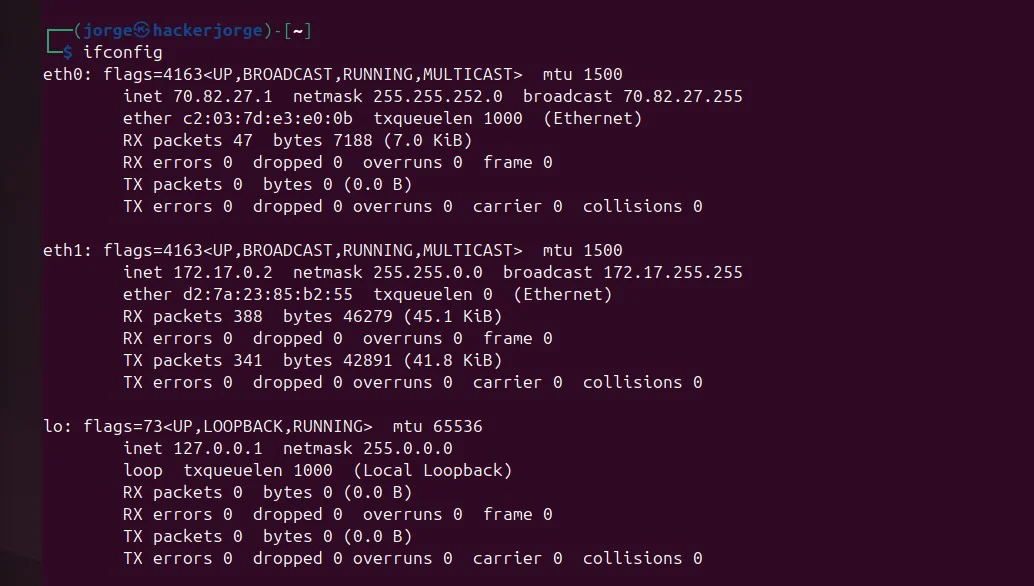 ┌──(jorge㉿hackerjorge)-[~]
└─$ ifconfig
eth0: flags=4163<UP,BROADCAST,RUNNING,MULTICAST>  mtu 1500
        inet 70.82.27.1  netmask 255.255.252.0  broadcast 70.82.27.255
        ether c2:03:7d:e3:e0:0b  txqueuelen 1000  (Ethernet)
        RX packets 47  bytes 7188 (7.0 KiB)
        RX errors 0  dropped 0  overruns 0  frame 0
        TX packets 0  bytes 0 (0.0 B)
        TX errors 0  dropped 0 overruns 0  carrier 0  collisions 0

eth1: flags=4163<UP,BROADCAST,RUNNING,MULTICAST>  mtu 1500
        inet 172.17.0.2  netmask 255.255.0.0  broadcast 172.17.255.255
        ether d2:7a:23:85:b2:55  txqueuelen 0  (Ethernet)
        RX packets 388  bytes 46279 (45.1 KiB)
        RX errors 0  dropped 0  overruns 0  frame 0
        TX packets 341  bytes 42891 (41.8 KiB)
        TX errors 0  dropped 0 overruns 0  carrier 0  collisions 0

lo: flags=73<UP,LOOPBACK,RUNNING>  mtu 65536
        inet 127.0.0.1  netmask 255.0.0.0
        loop  txqueuelen 1000  (Local Loopback)
        RX packets 0  bytes 0 (0.0 B)
        RX errors 0  dropped 0  overruns 0  frame 0
        TX packets 0  bytes 0 (0.0 B)
        TX errors 0  dropped 0 overruns 0  carrier 0  collisions 0